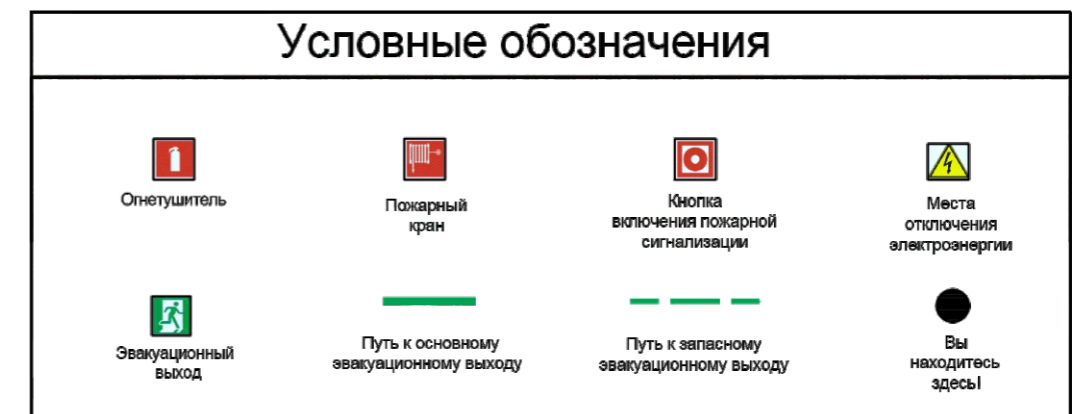 Условные обозначения
Огнетушитель
Пожарный
кран
Кнопка
включения пожарной
сигнализации
Места
отключения
электроэнергии
Эвакуационный
выход
Путь к основному
эвакуационному выходу
Путь к запасному
эвакуационному выходу
Вы
находитесь
здесь!